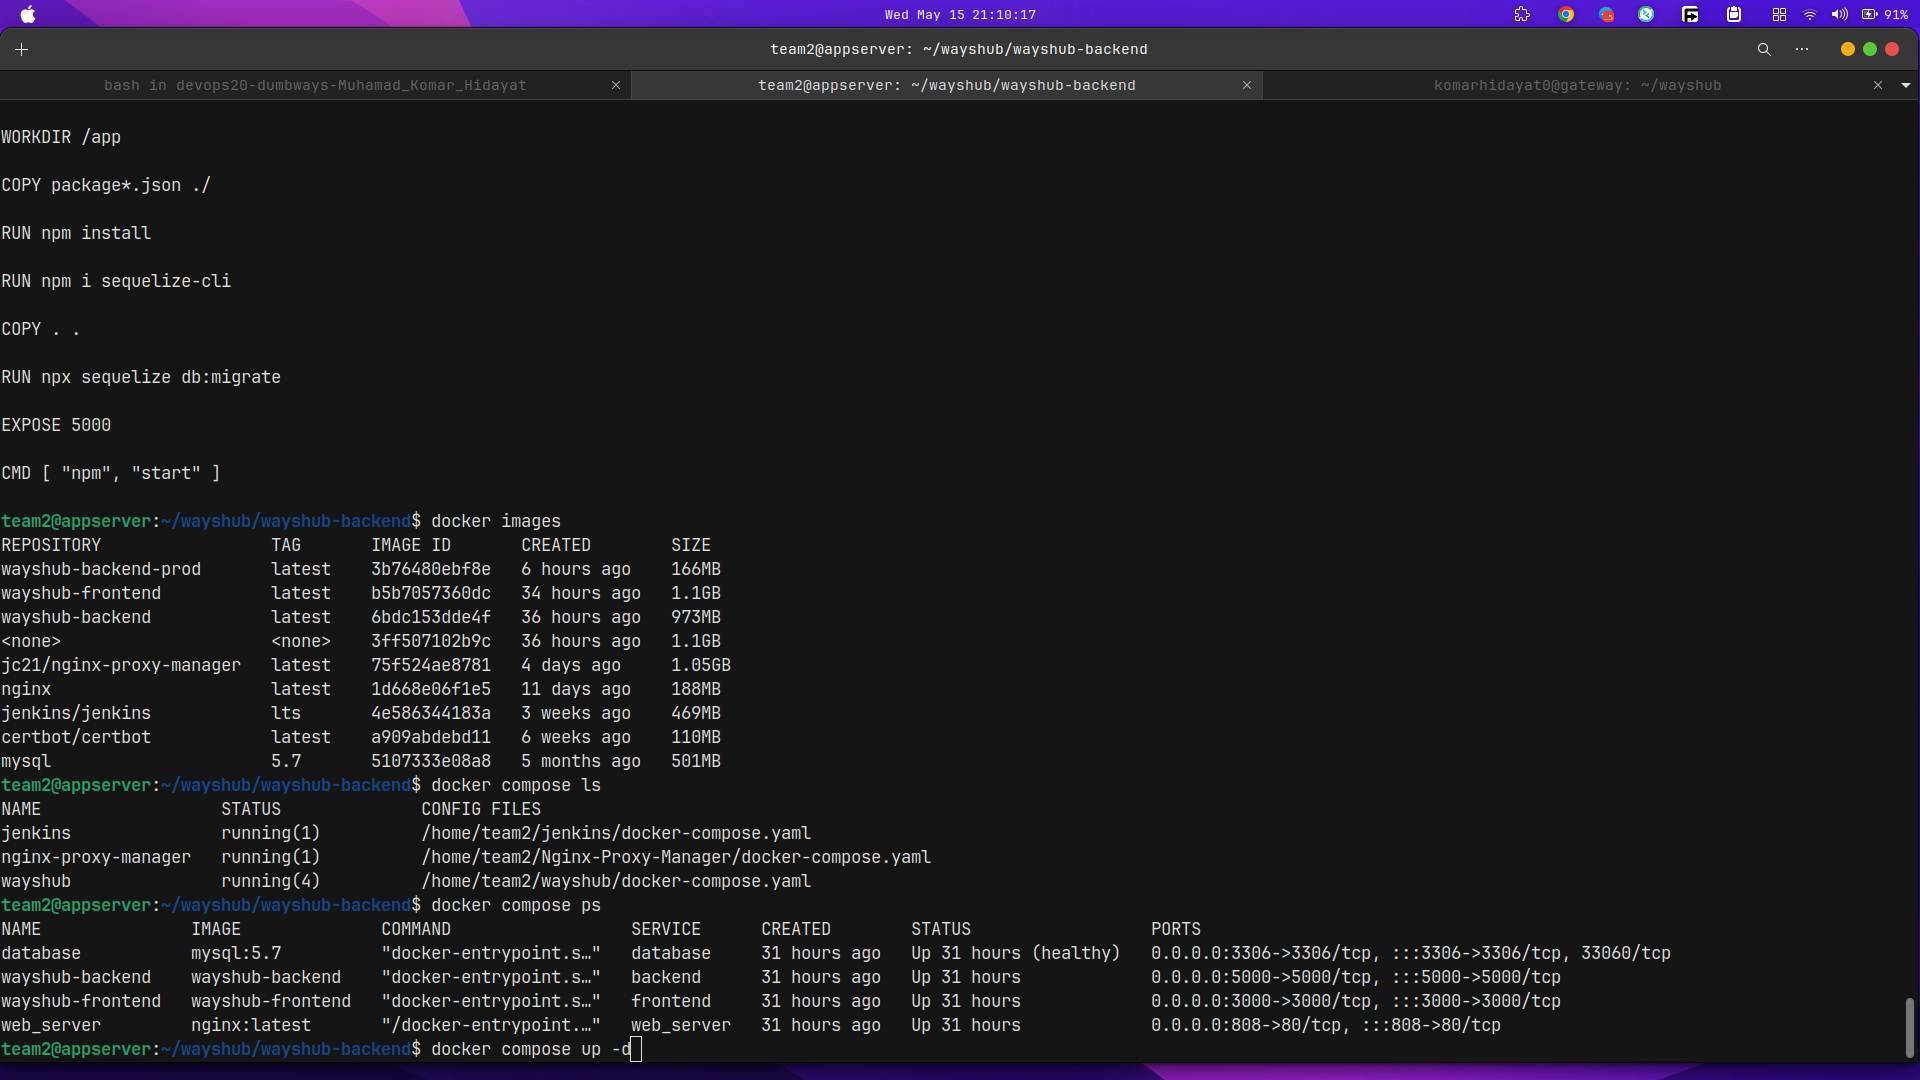 Wed May 15 21:10:17
91%
team2@appserver: ~/wayshub/wayshub-backend
bash in devops20-dumbways-Muhamad_Komar_Hidayat
team2@appserver: ~/wayshub/wayshub-backend
komarhidayat0@gateway: ~/wayshub
WORKDIR /app
COPY package*.json ./
RUN npm install
RUN npm i sequelize-cli
COPY . .
RUN npx sequelize db:migrate
EXPOSE 5000
CMD [ "npm", "start" ]
team2@appserver:~/wayshub/wayshub-backend$ docker images
REPOSITORY                 TAG       IMAGE ID       CREATED        SIZE
wayshub-backend-prod       latest    3b76480ebf8e   6 hours ago    166MB
wayshub-frontend           latest    b5b7057360dc   34 hours ago   1.1GB
wayshub-backend            latest    6bdc153dde4f   36 hours ago   973MB
<none>                     <none>    3ff507102b9c   36 hours ago   1.1GB
jc21/nginx-proxy-manager   latest    75f524ae8781   4 days ago     1.05GB
nginx                      latest    1d668e06f1e5   11 days ago    188MB
jenkins/jenkins            lts       4e586344183a   3 weeks ago    469MB
certbot/certbot            latest    a909abdebd11   6 weeks ago    110MB
mysql                      5.7       5107333e08a8   5 months ago   501MB
team2@appserver:~/wayshub/wayshub-backend$ docker compose ls
NAME                  STATUS              CONFIG FILES
jenkins               running(1)          /home/team2/jenkins/docker-compose.yaml
nginx-proxy-manager   running(1)          /home/team2/Nginx-Proxy-Manager/docker-compose.yaml
wayshub               running(4)          /home/team2/wayshub/docker-compose.yaml
team2@appserver:~/wayshub/wayshub-backend$ docker compose ps
NAME               IMAGE              COMMAND                  SERVICE      CREATED        STATUS                  PORTS
database           mysql:5.7          "docker-entrypoint.s…"   database     31 hours ago   Up 31 hours (healthy)   0.0.0.0:3306->3306/tcp, :::3306->3306/tcp, 33060/tcp
wayshub-backend    wayshub-backend    "docker-entrypoint.s…"   backend      31 hours ago   Up 31 hours             0.0.0.0:5000->5000/tcp, :::5000->5000/tcp
wayshub-frontend   wayshub-frontend   "docker-entrypoint.s…"   frontend     31 hours ago   Up 31 hours             0.0.0.0:3000->3000/tcp, :::3000->3000/tcp
web_server         nginx:latest       "/docker-entrypoint.…"   web_server   31 hours ago   Up 31 hours             0.0.0.0:808->80/tcp, :::808->80/tcp
team2@appserver:~/wayshub/wayshub-backend$ docker compose up -d